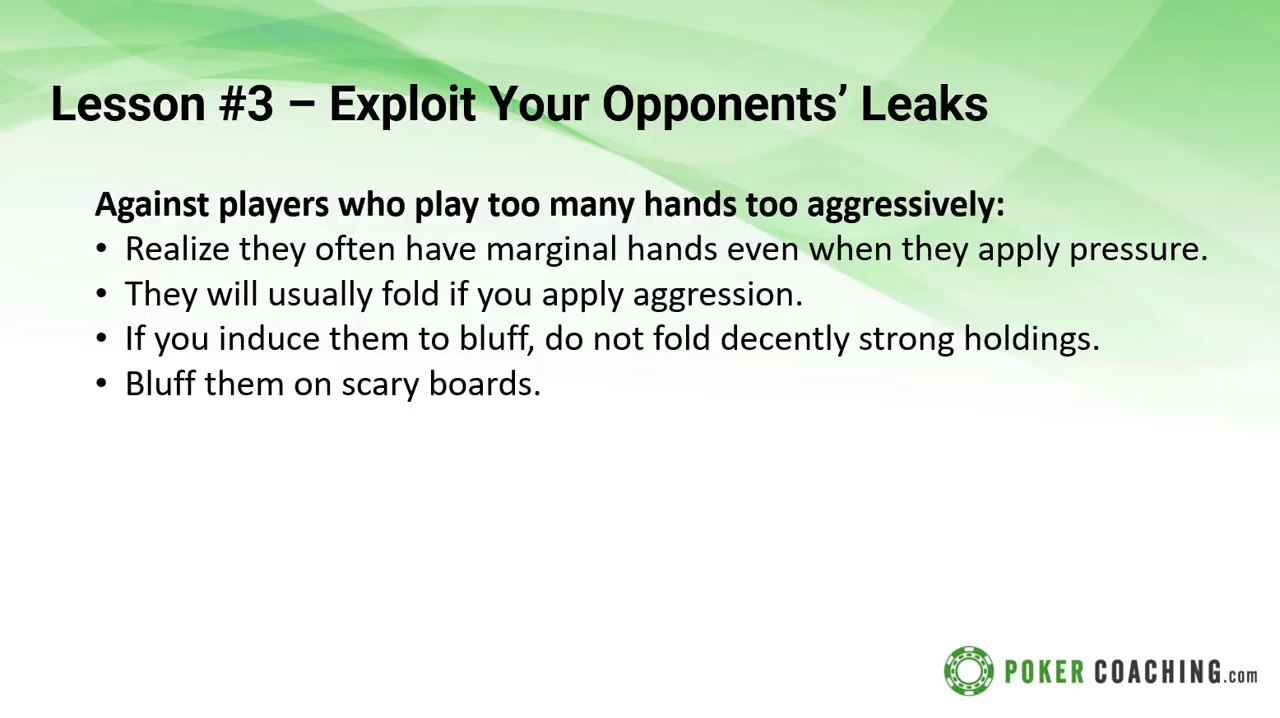 Lesson #3 – Exploit Your Opponents’ Leaks
Against players who play too many hands too aggressively:
• Realize they often have marginal hands even when they apply pressure.
• They will usually fold if you apply aggression.
• If you induce them to bluff, do not fold decently strong holdings.
• Bluff them on scary boards.
POKER COACHING.com